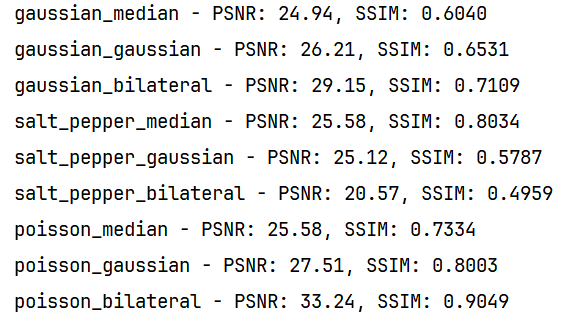 gaussian_median - PSNR: 24.94, SSIM: 0.6040
gaussian_gaussian - PSNR: 26.21, SSIM: 0.6531
gaussian_bilateral - PSNR: 29.15, SSIM: 0.7109
salt_pepper_median - PSNR: 25.58, SSIM: 0.8034
salt_pepper_gaussian - PSNR: 25.12, SSIM: 0.5787
salt_pepper_bilateral - PSNR: 20.57, SSIM: 0.4959
poisson_median - PSNR: 25.58, SSIM: 0.7334
poisson_gaussian - PSNR: 27.51, SSIM: 0.8003
poisson_bilateral - PSNR: 33.24, SSIM: 0.9049